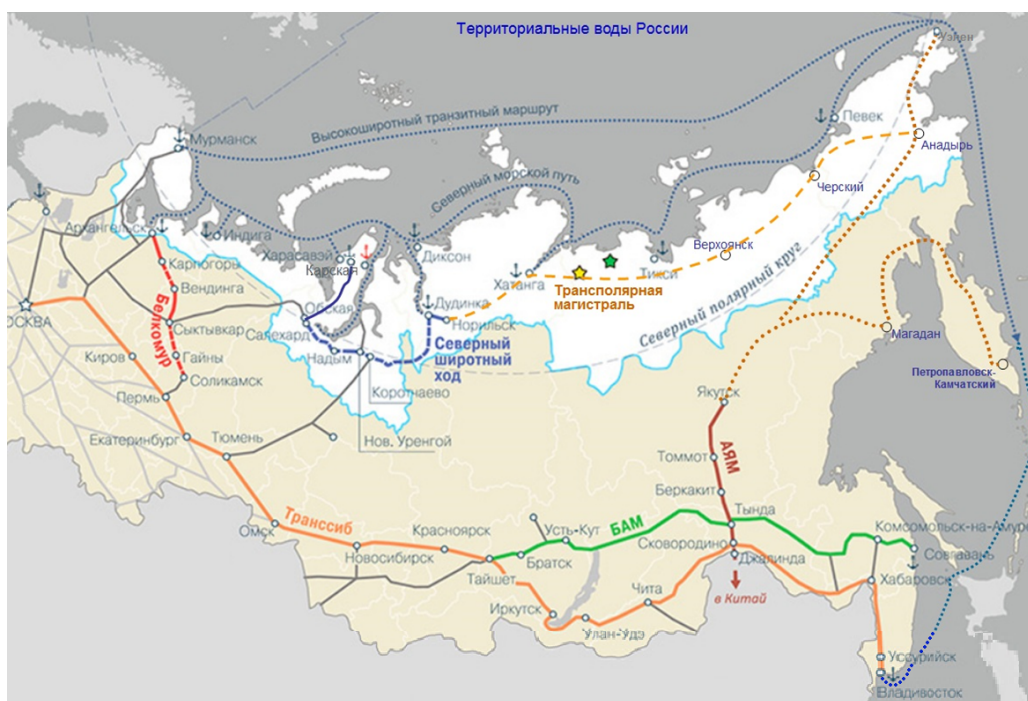 Территориальные воды России
Уэлен
Высокоширотный транзитный маршрут
Певек
Мурманск
Анадырь
Северный морской путь
Черский
Архангельск
Индига
Харасавэй
Карская
Диксон
Верхоянск
Карпогоры
Хатанга
Тикси
Северный полярный круг
Трансполярная
магистраль
Вендинга
Обская
Дудинка
Норильск
Белкомур
Сыктывкар
Салехард
Северный
широтный
ход
Магадан
Киров
Гайны
Надым
Соликамск
Коротчаево
Петропавловск-
Камчатский
Пермь
Якутск
Екатеринбург
Тюмень
Нов. Уренгой
АЯМ
Томмот
Беркакит
Транссиб
Омск
Красноярск
Усть-Кут
БАМ
Тында
Комсомольск-на-Амур
Новосибирск
Братск
Сковородино
Джалинда
Совгавань
Тайшет
Хабаровск
Чита
в Китай
Иркутск
Улан-Удэ
Уссурийск
Владивосток